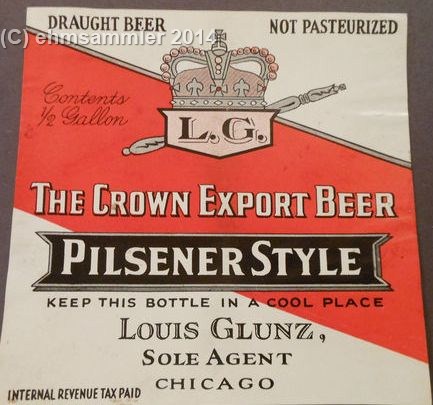 DRAUGHT BEER NOT PASTEURIZED
(C) ehmsammler 2014
Contents
1/2 Gallon
L.G.
THE CROWN EXPORT BEER
PILSENER STYLE
KEEP THIS BOTTLE IN A COOL PLACE
LOUIS GLUNZ,
SOLE AGENT
CHICAGO
INTERNAL REVENUE TAX PAID